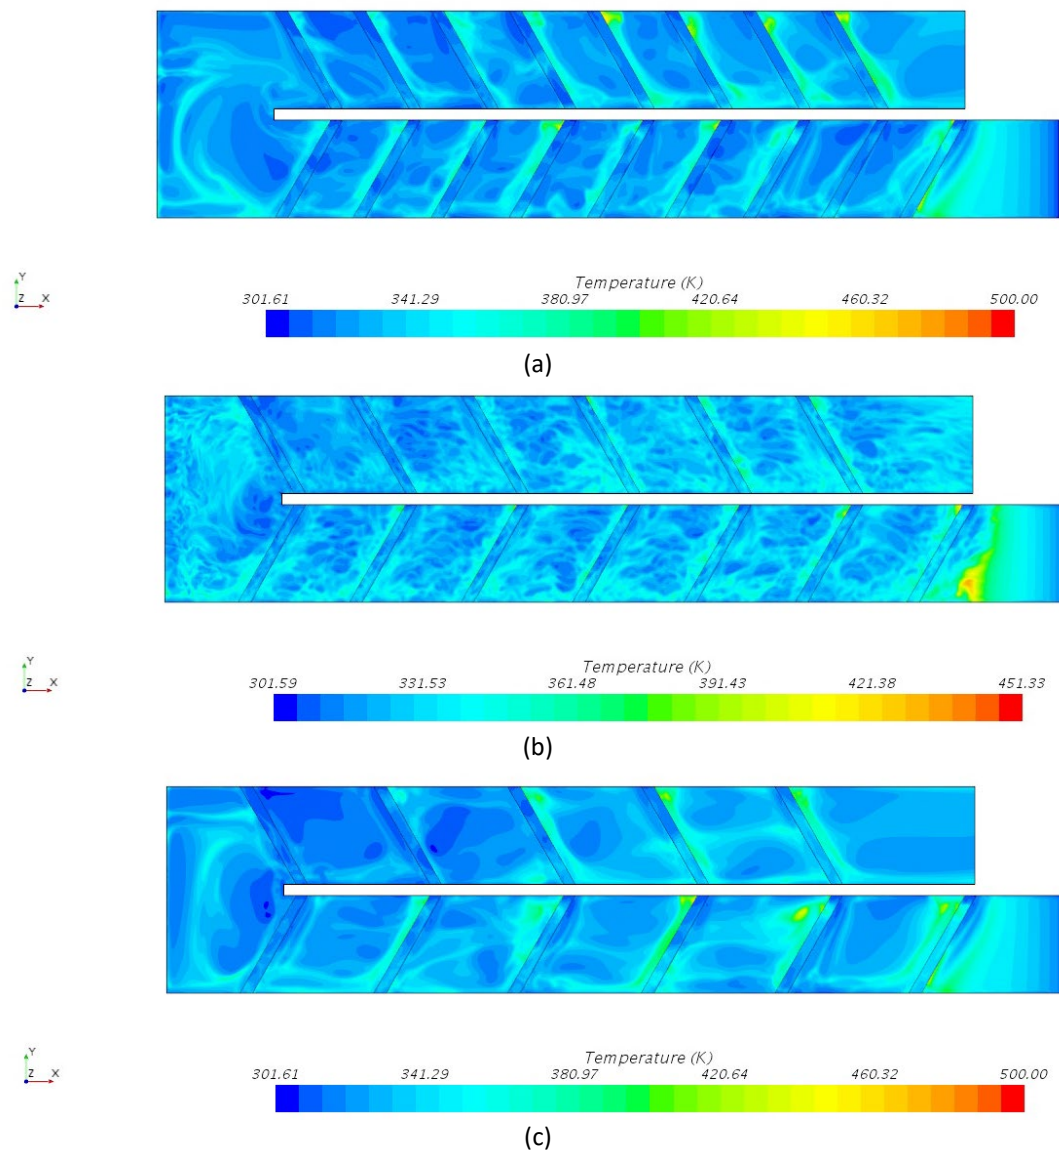 Y
Z X
Temperature (K)
301.61 341.29 380.97 420.64 460.32 500.00
(a)
Y
Z X
Temperature (K)
301.59 331.53 361.48 391.43 421.38 451.33
(b)
Y
Z X
Temperature (K)
301.61 341.29 380.97 420.64 460.32 500.00
(c)